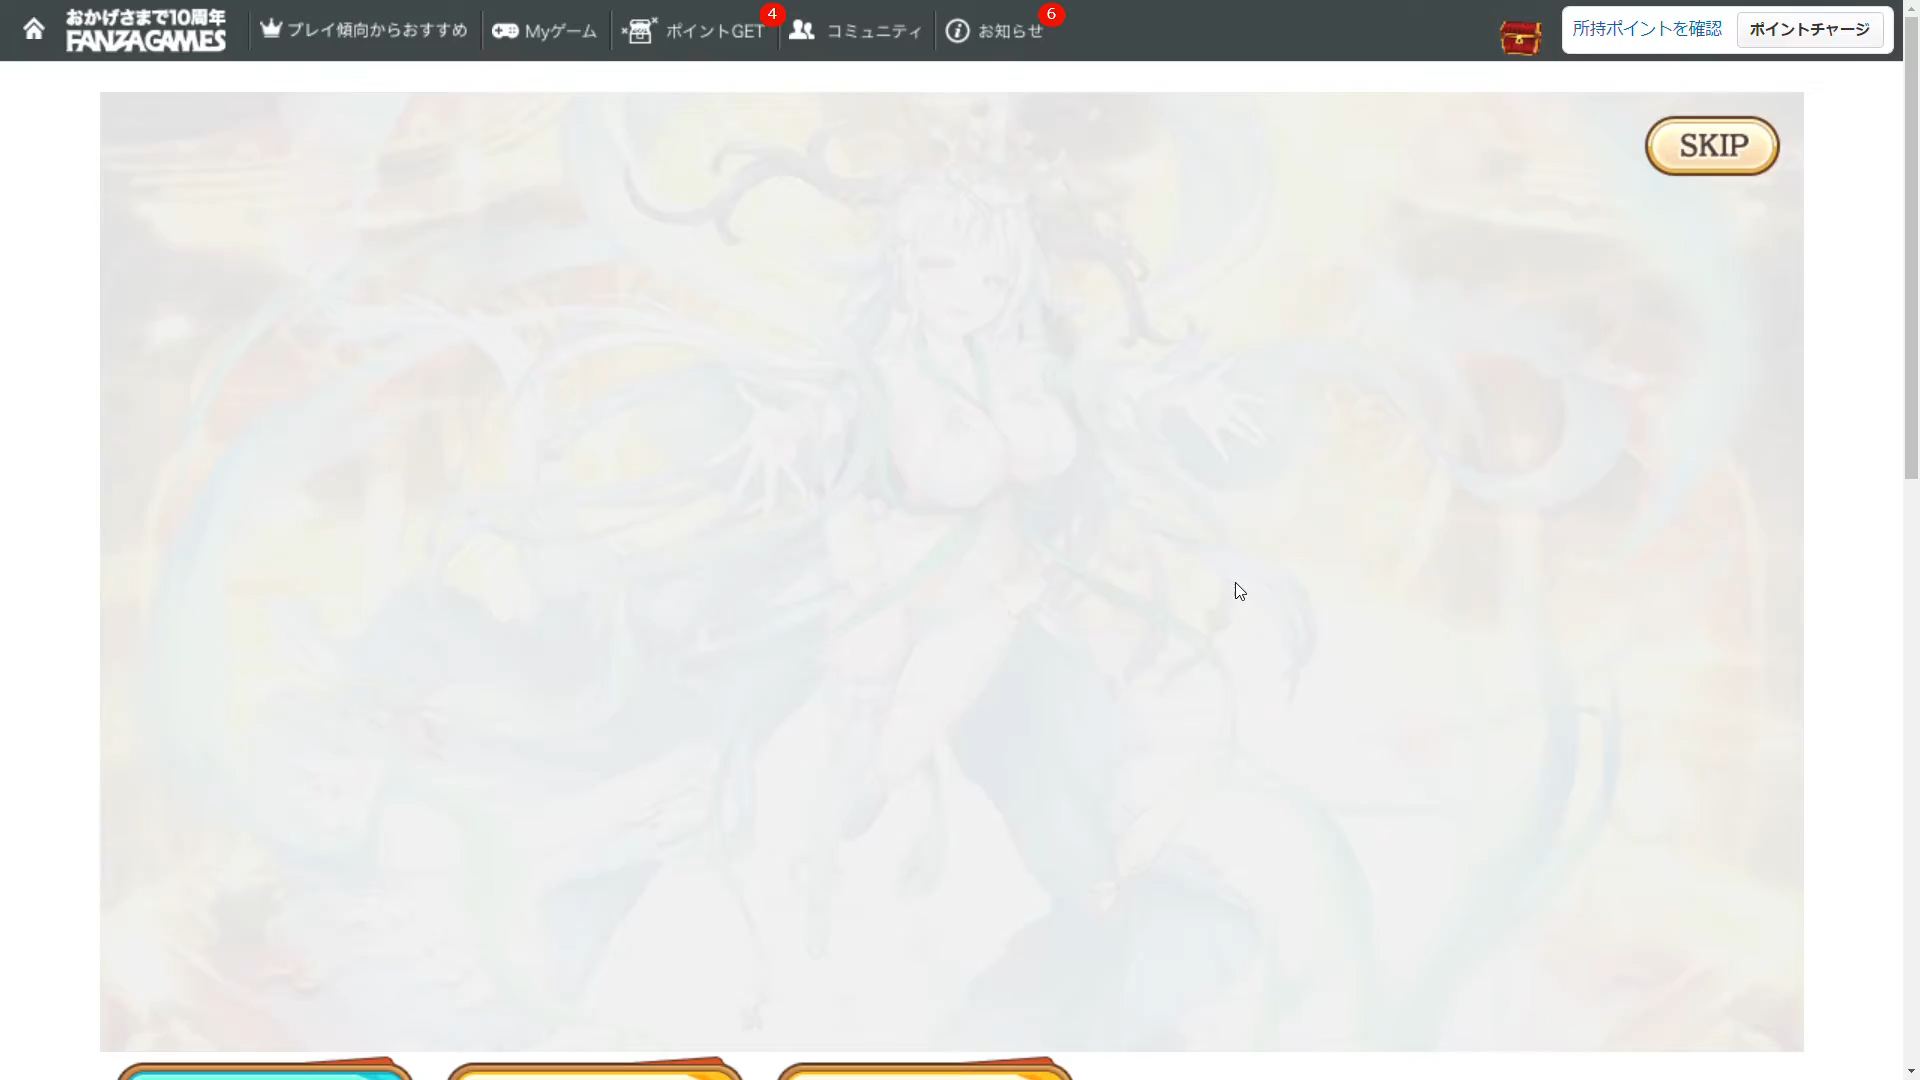 おかげさまで10周年
FANZA GAMES
プレイ傾向からおすすめ
Myゲーム
ポイントGET
4
コミュニティ
お知らせ
6
所持ポイントを確認
ポイントチャージ
SKIP